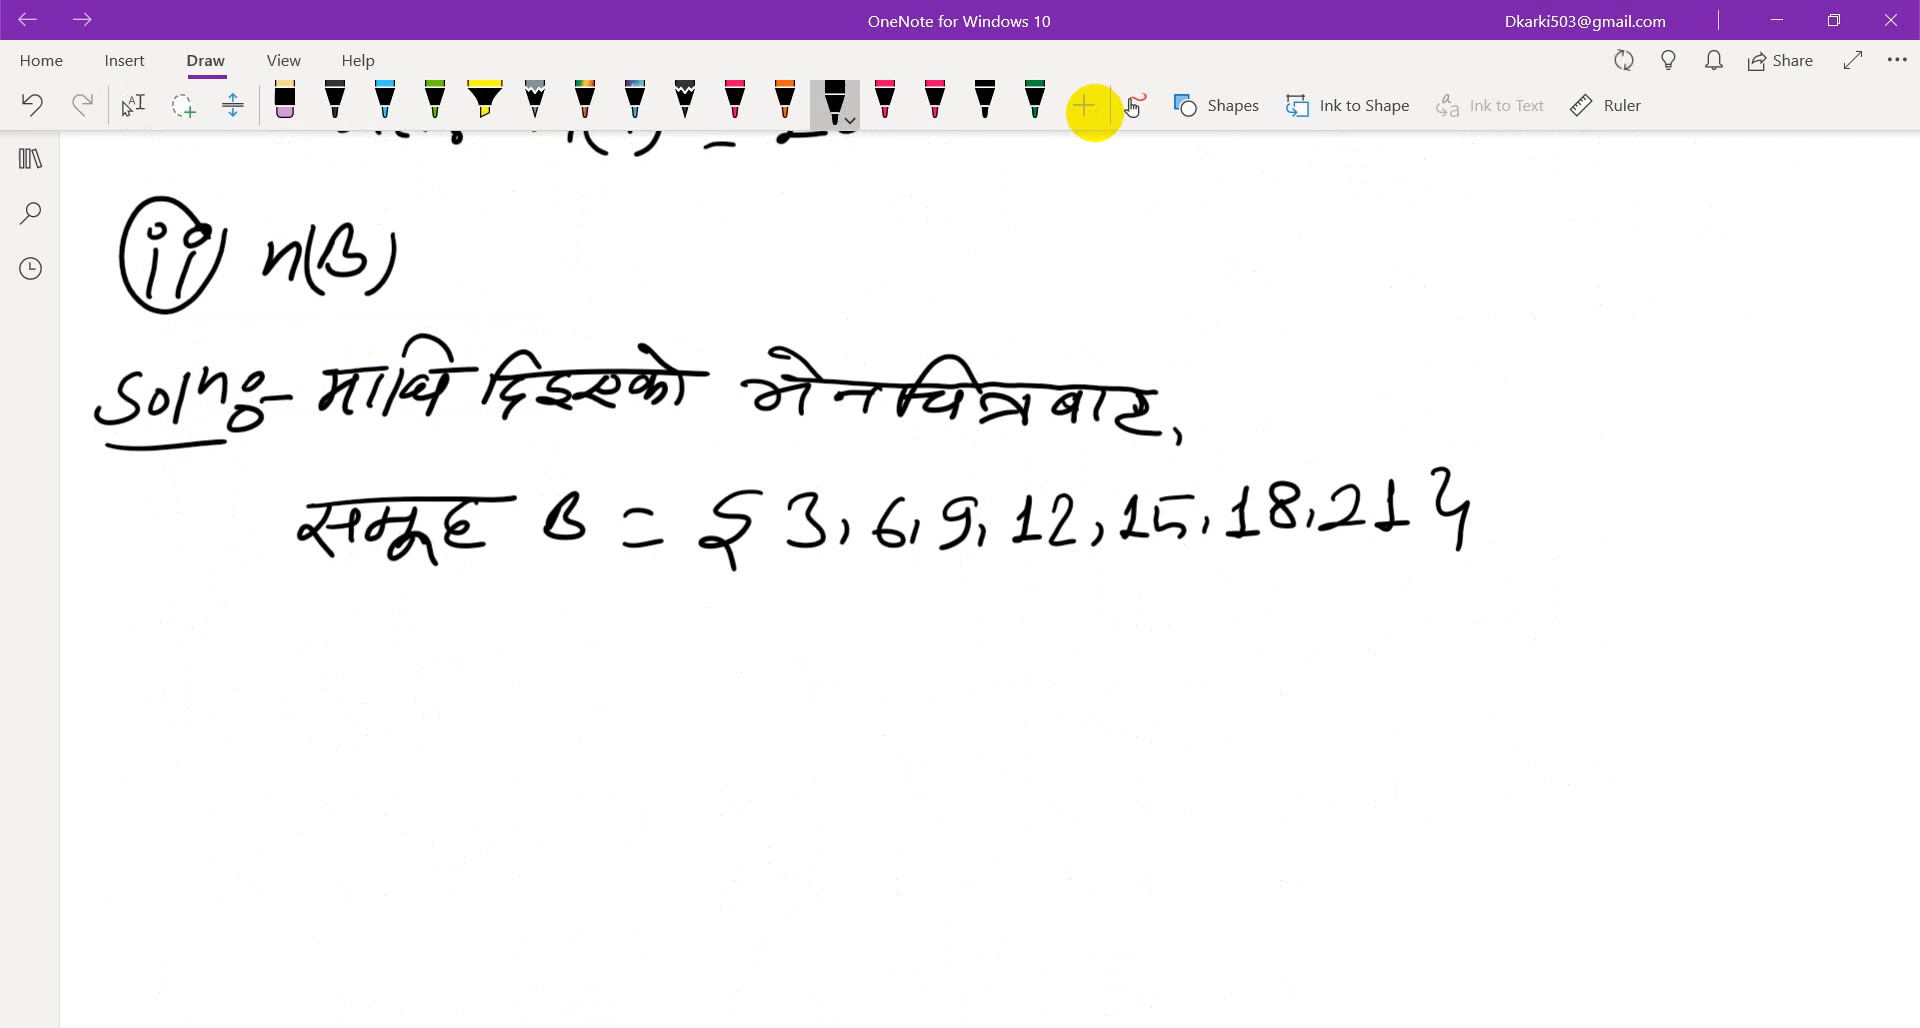 OneNote for Windows 10
Dkarki503@gmail.com
Home Insert Draw View Help
Share
Shapes Ink to Shape Ink to Text Ruler
ii n(B)
Solng- माथि दिइएको भेनचित्रबाट,
समूह B = { 3, 6, 9, 12, 15, 18, 21 }